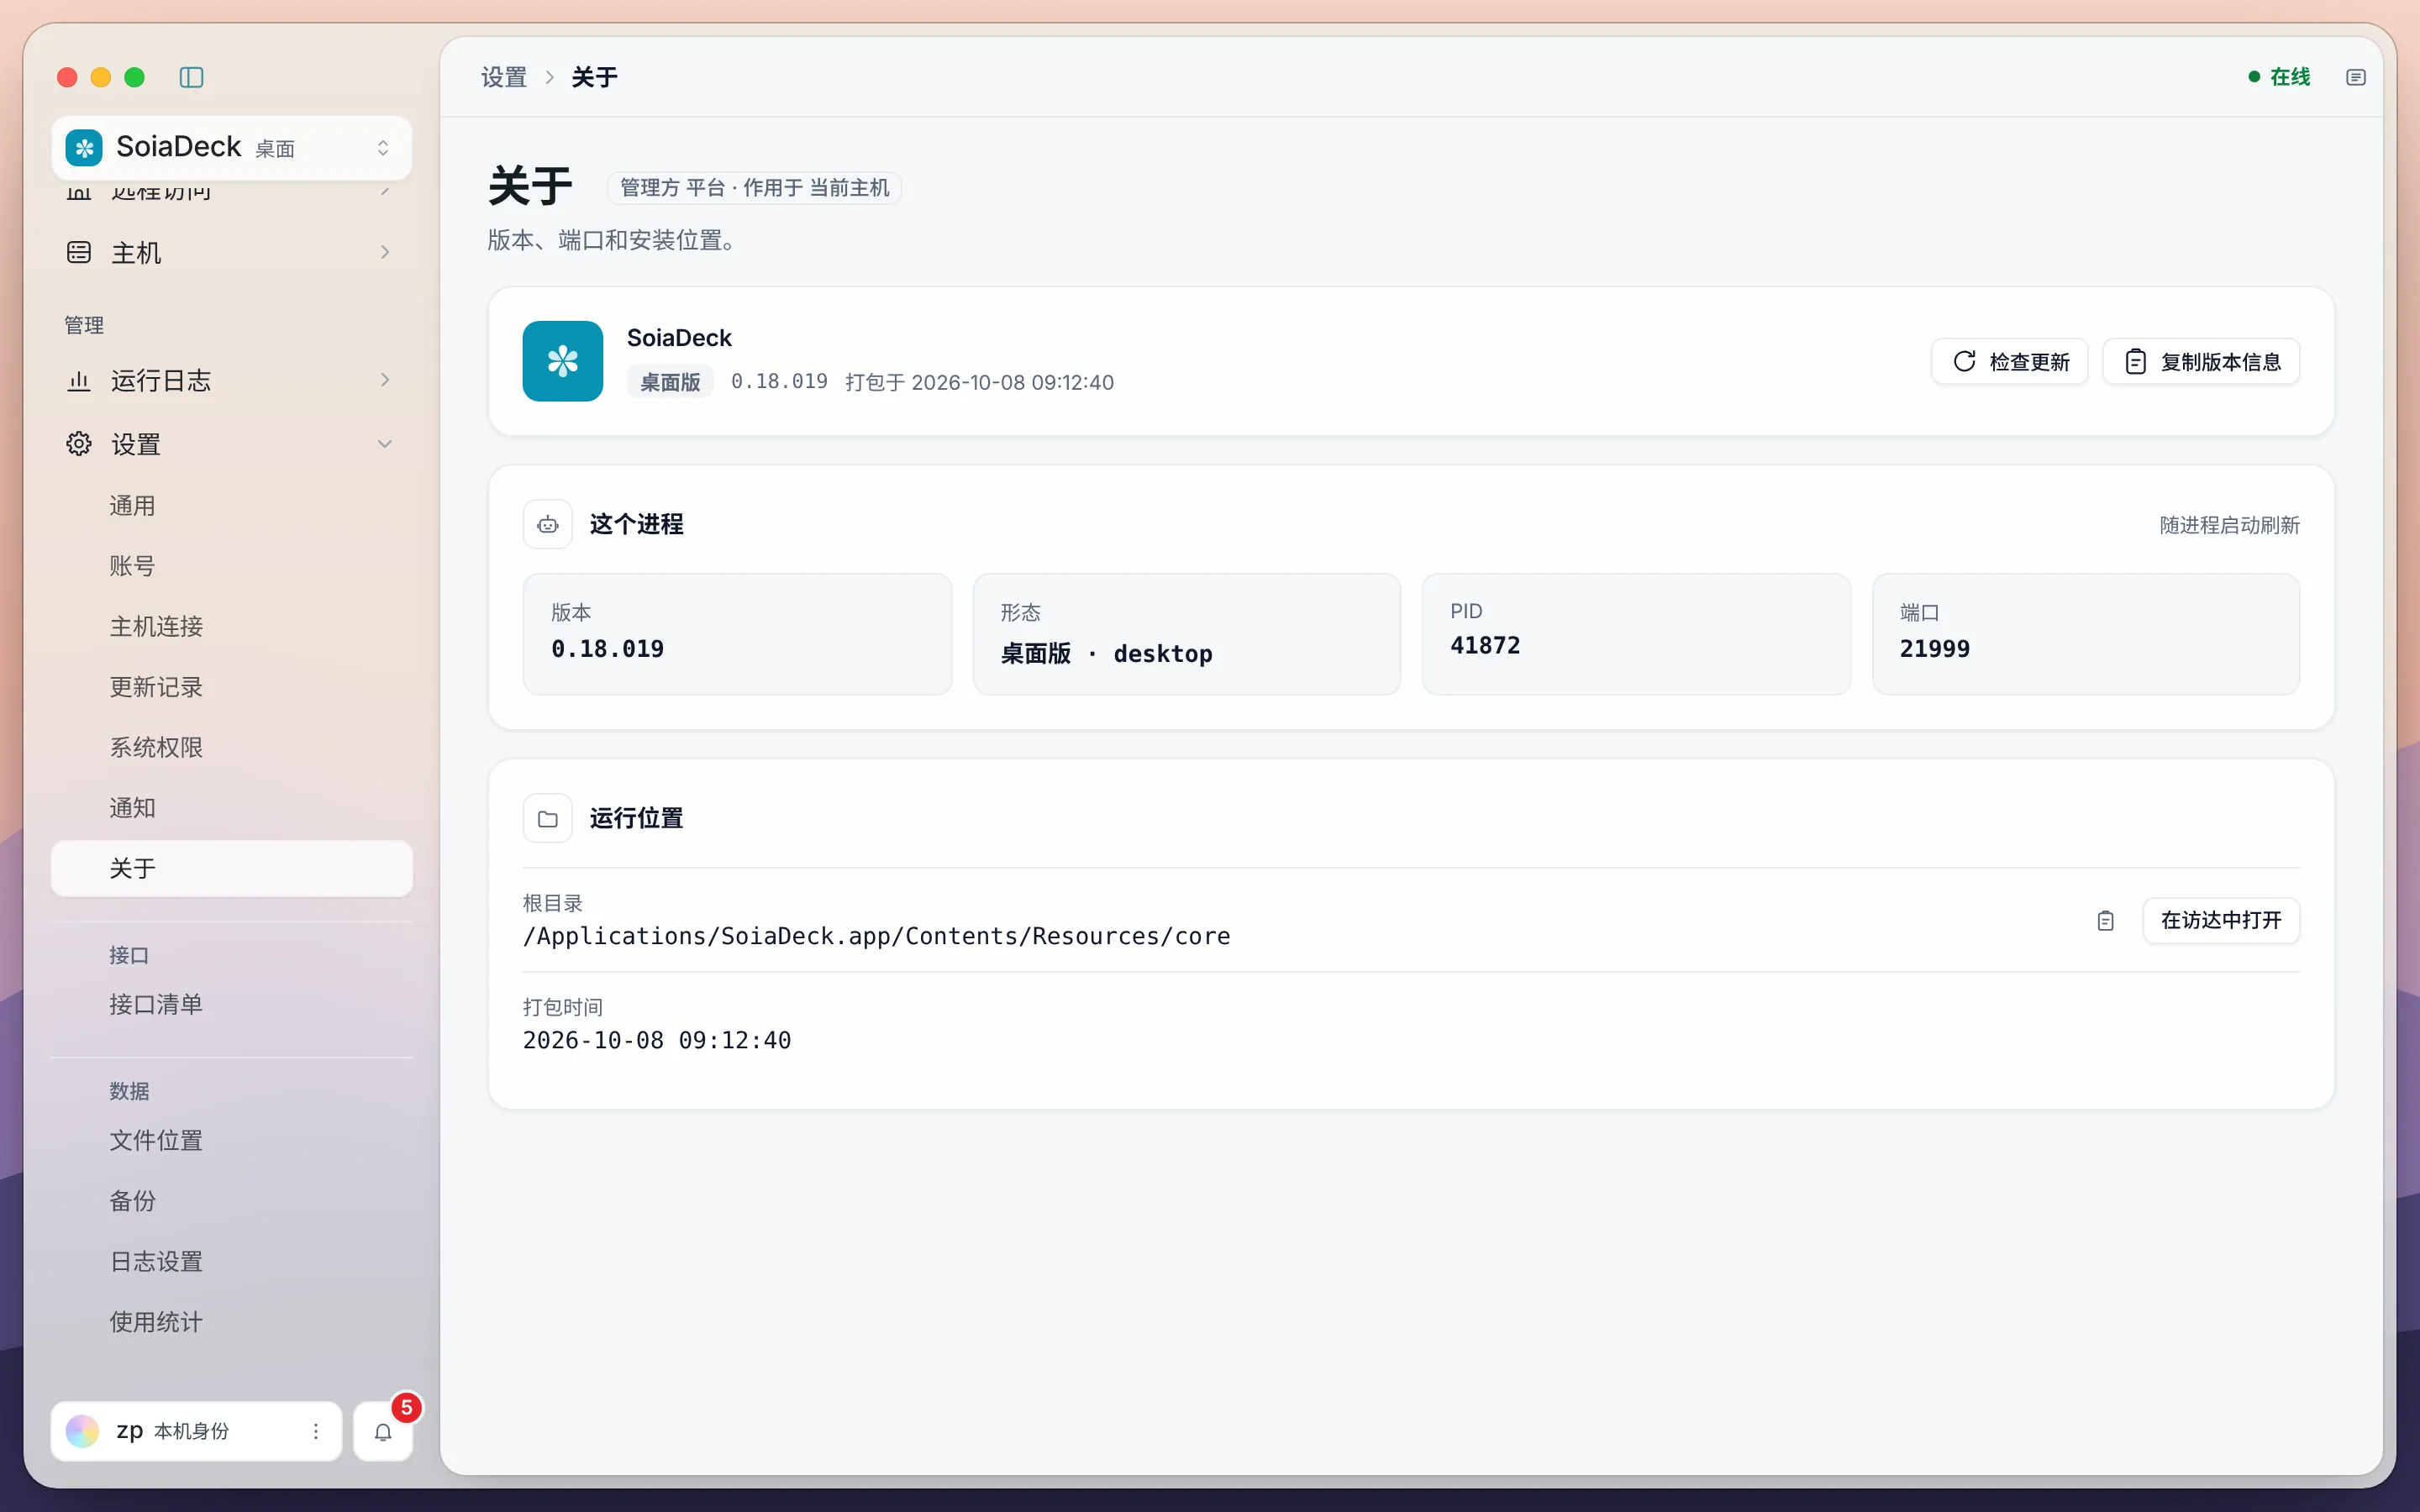 SoiaDeck 桌面
远程访问
主机
管理
运行日志
设置
通用
账号
主机连接
更新记录
系统权限
通知
关于
接口
接口清单
数据
文件位置
备份
日志设置
使用统计
zp 本机身份
5
设置 关于
在线
关于 管理方 平台 · 作用于 当前主机
版本、端口和安装位置。
SoiaDeck
桌面版 0.18.019 打包于 2026-10-08 09:12:40
检查更新 复制版本信息
这个进程 随进程启动刷新
版本
0.18.019
形态
桌面版 · desktop
PID
41872
端口
21999
运行位置
根目录
/Applications/SoiaDeck.app/Contents/Resources/core
在访达中打开
打包时间
2026-10-08 09:12:40